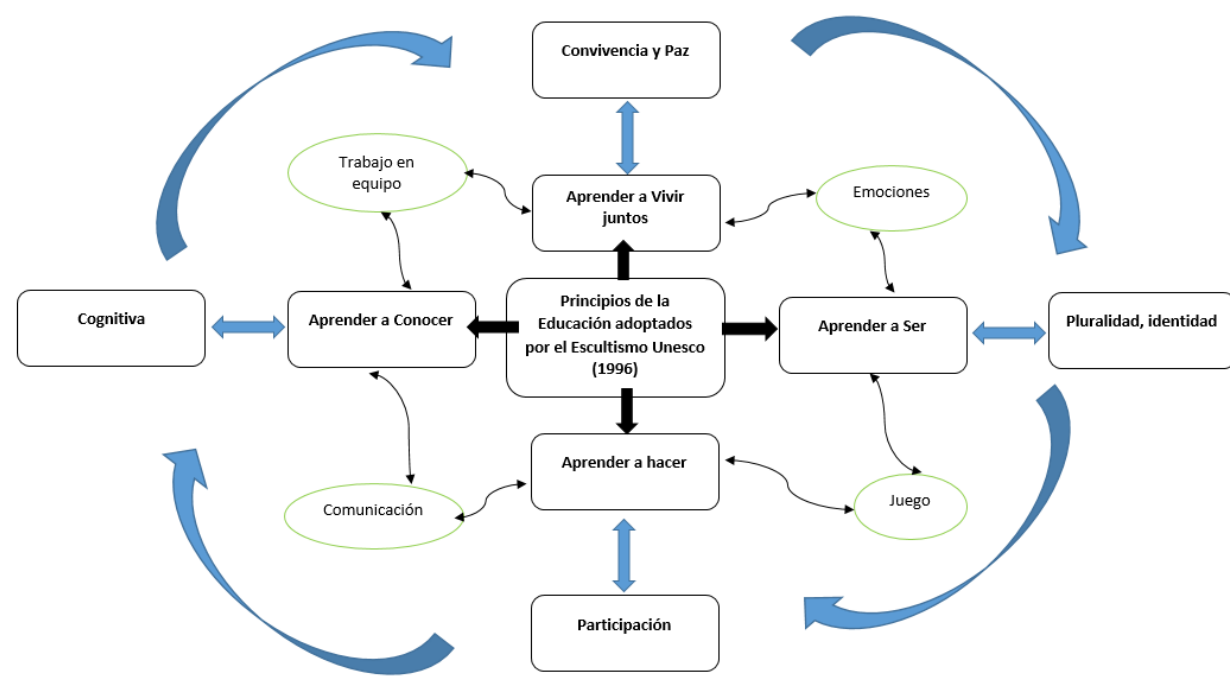 Convivencia y Paz
Trabajo en
equipo
Aprender a Vivir
juntos
Emociones
Cognitiva
Aprender a Conocer
Principios de la
Educación adoptados
por el Escultismo Unesco
(1996)
Aprender a Ser
Pluralidad, identidad
Aprender a hacer
Comunicación
Juego
Participación